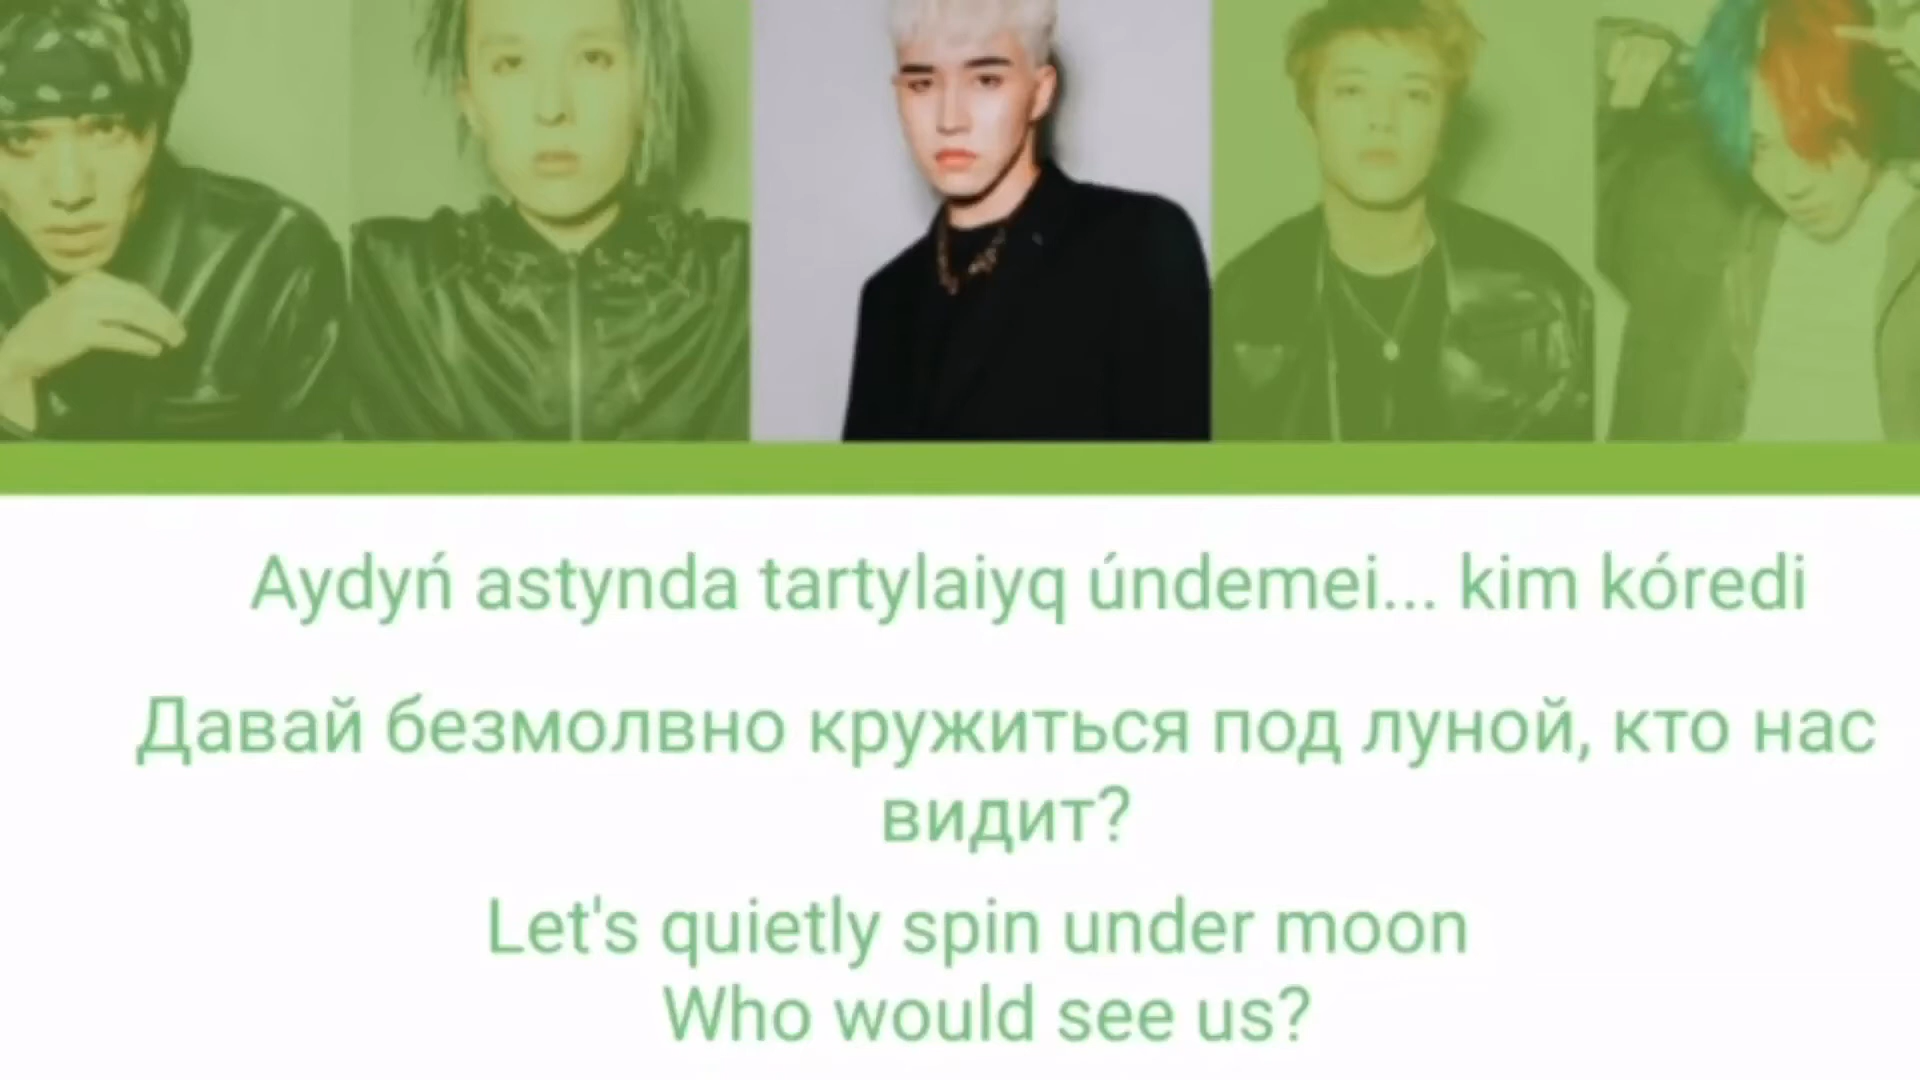 Aydyń astynda tartylaiyq úndemei... kim kóredi
Давай безмолвно кружиться под луной, кто нас
видит?
Let's quietly spin under moon
Who would see us?